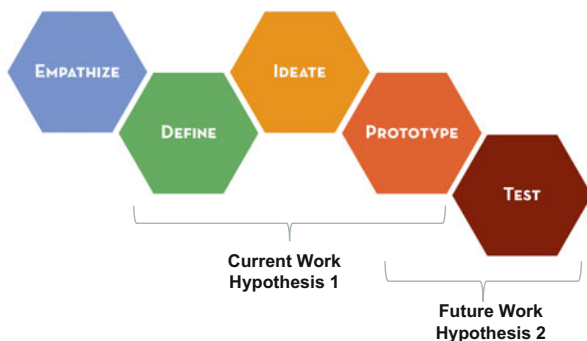 EMPATHIZE
DEFINE
IDEATE
PROTOTYPE
TEST
Current Work
Hypothesis 1
Future Work
Hypothesis 2